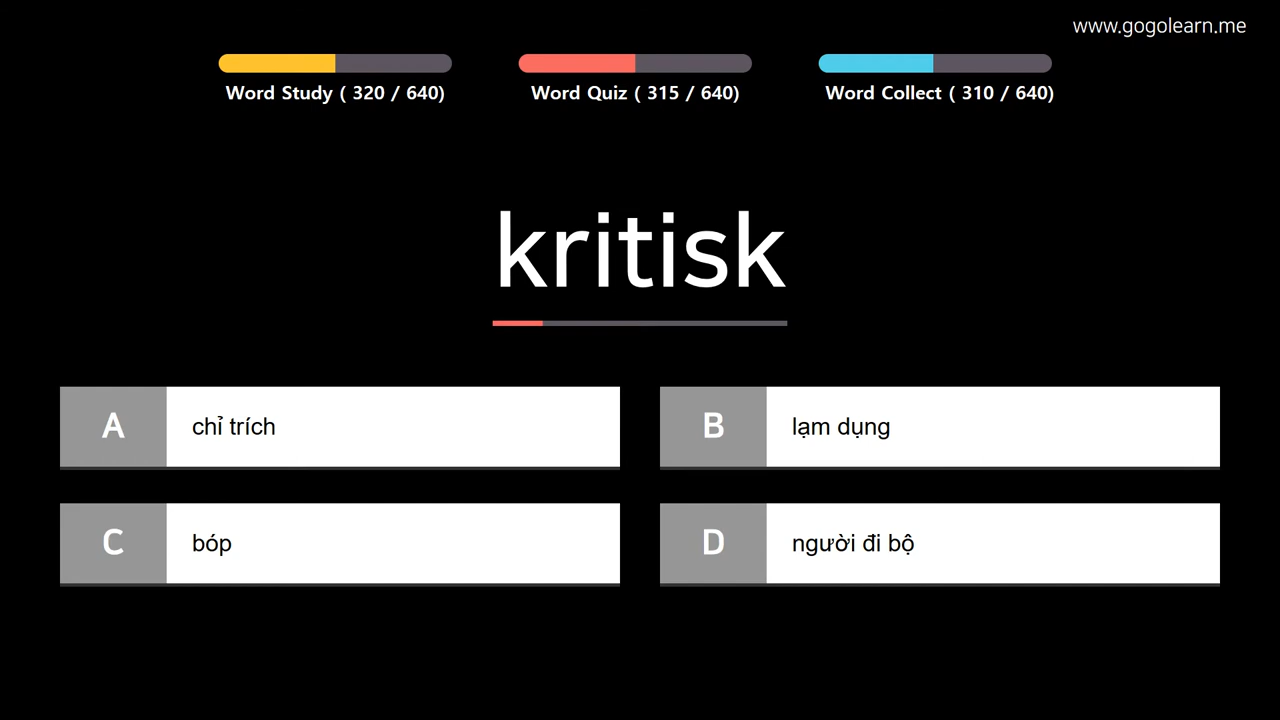 www.gogolearn.me
Word Study ( 320 / 640)
Word Quiz ( 315 / 640)
Word Collect ( 310 / 640)
kritisk
A chỉ trích
B lạm dụng
C bóp
D người đi bộ